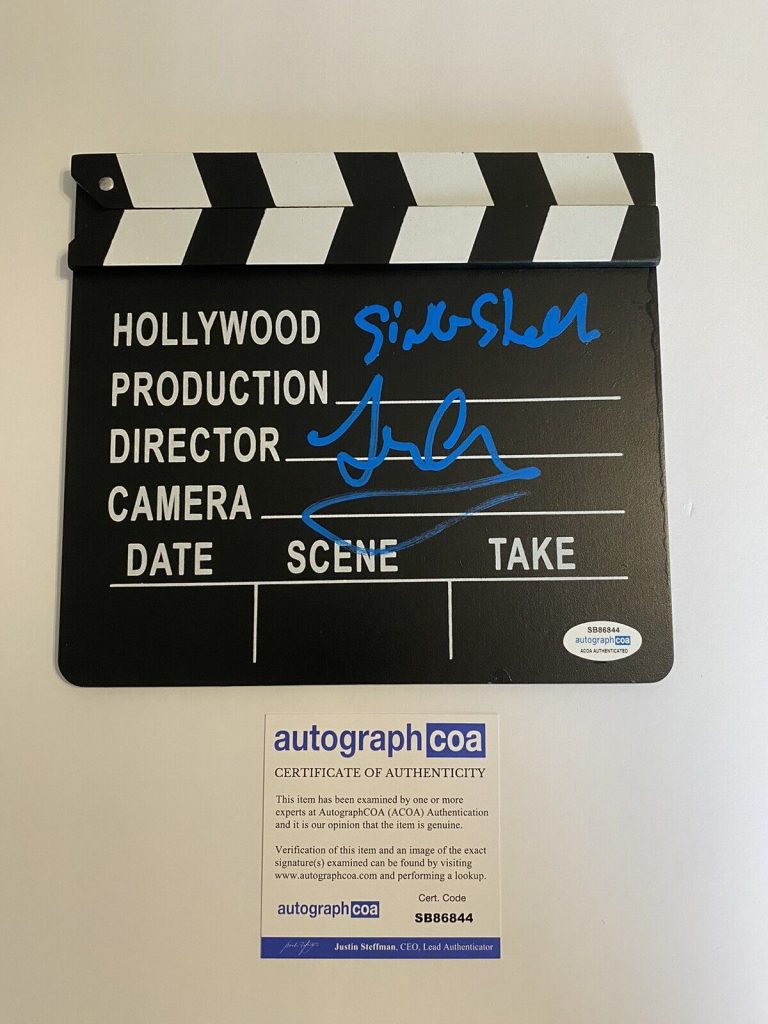 HOLLYWOOD
PRODUCTION
DIRECTOR
CAMERA
DATE SCENE TAKE
SB86844
autographcoa
ACOA AUTHENTICATED
autographcoa
CERTIFICATE OF AUTHENTICITY
This item has been examined by one or more
experts at AutographCOA (ACOA) Authentication
and it is our opinion that the item is genuine.
Verification of this item and an image of the exact
signature(s) examined can be found by visiting
www.autographcoa.com and performing a lookup.
autographcoa
Cert. Code
SB86844
Justin Steffman, CEO, Lead Authenticator